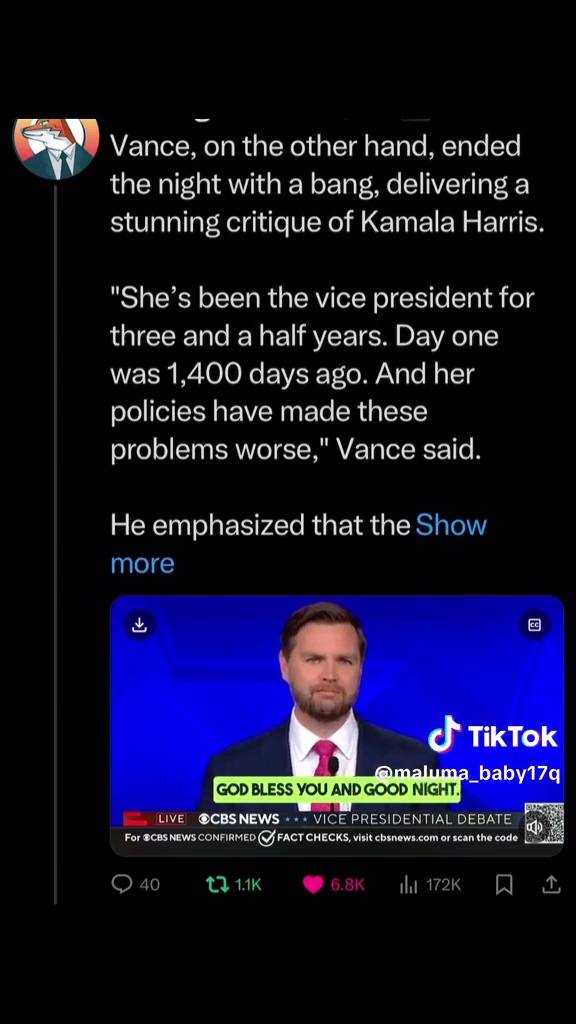 Vance, on the other hand, ended
the night with a bang, delivering a
stunning critique of Kamala Harris.
"She’s been the vice president for
three and a half years. Day one
was 1,400 days ago. And her
policies have made these
problems worse," Vance said.
He emphasized that the Show
more
CC
TikTok
@maluma_baby17q
GOD BLESS YOU AND GOOD NIGHT.
LIVE CBS NEWS VICE PRESIDENTIAL DEBATE
For CBS NEWS CONFIRMED FACT CHECKS, visit cbsnews.com or scan the code
40 1.1K 6.8K 172K